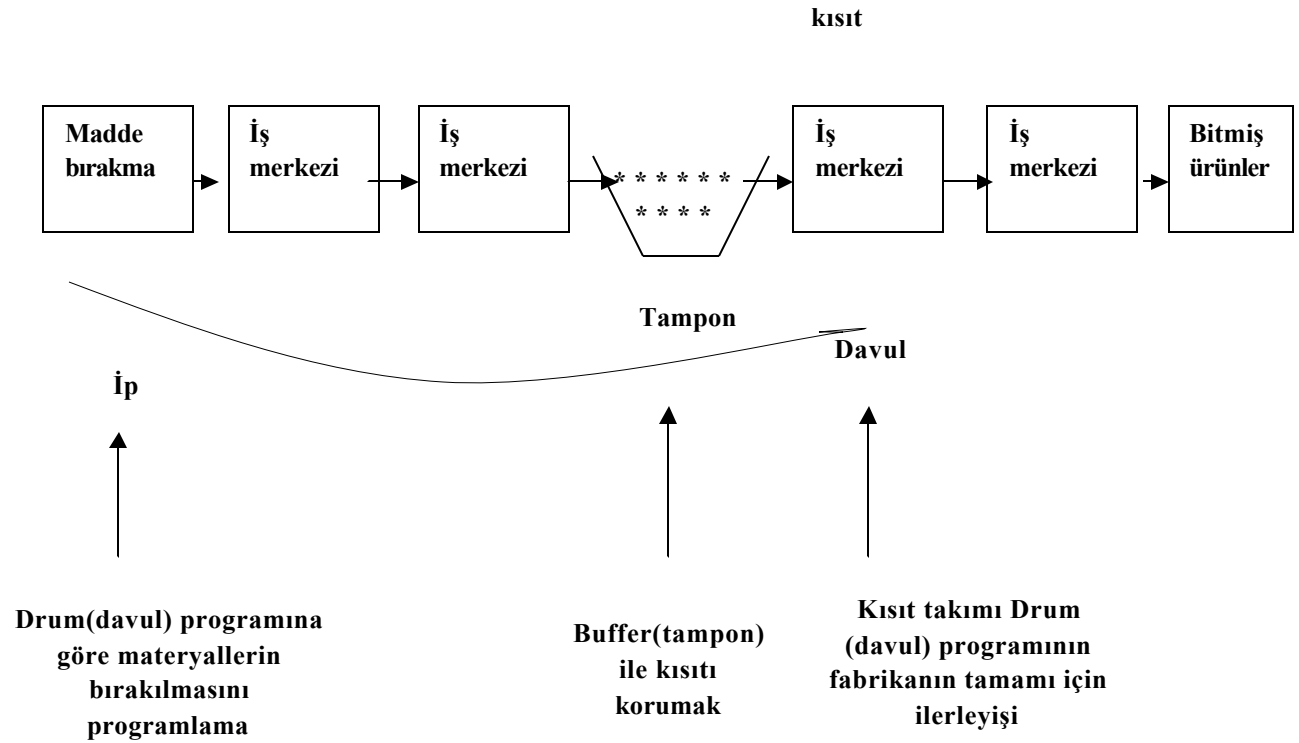 kısıt
Madde
bırakma
İş
merkezi
İş
merkezi
* * * * * *
* * * *
İş
merkezi
İş
merkezi
Bitmiş
ürünler
Tampon
Davul
İp
Drum(davul) programına
göre materyallerin
bırakılmasını
programlama
Buffer(tampon)
ile kısıtı
korumak
Kısıt takımı Drum
(davul) programının
fabrikanın tamamı için
ilerleyişi